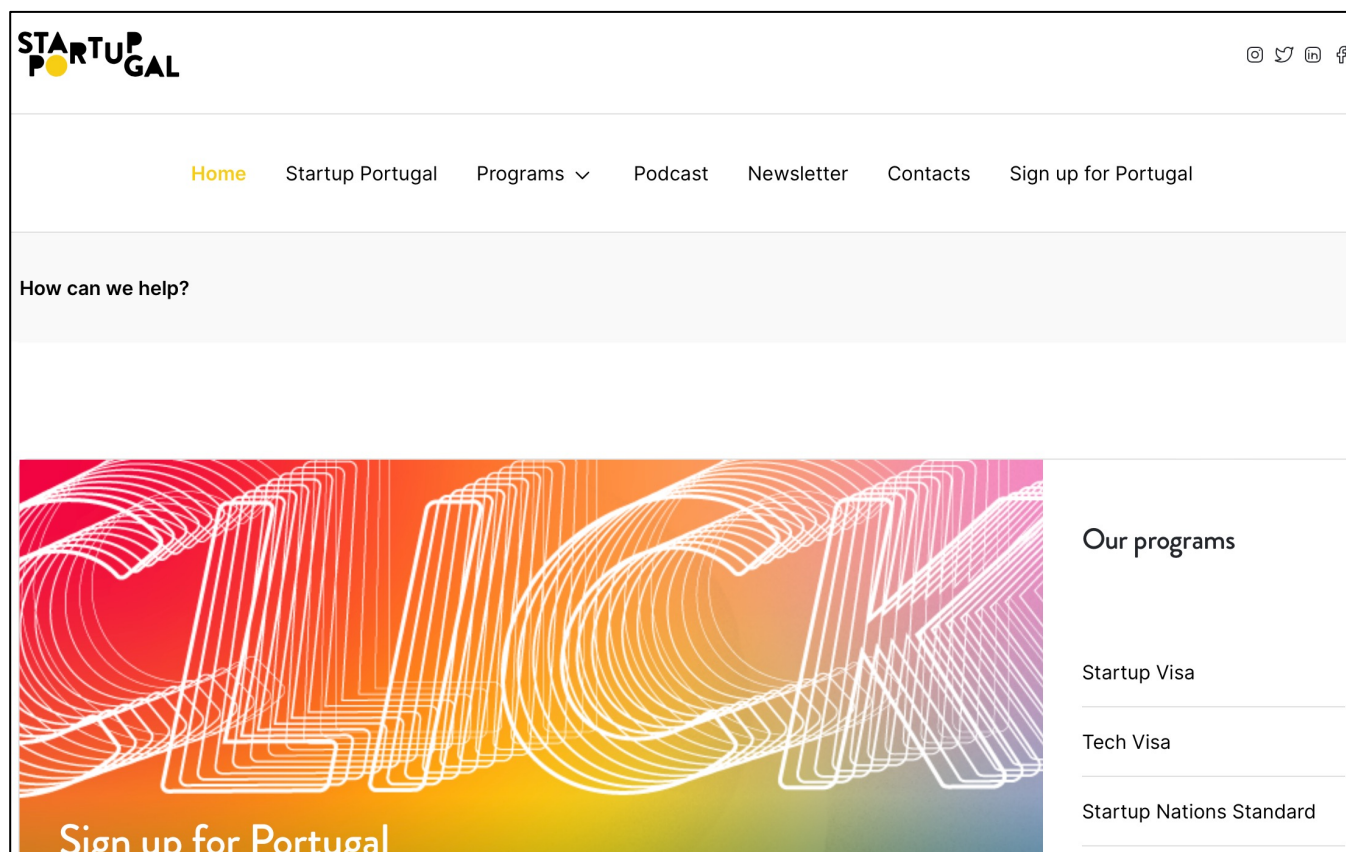 STARTUP
PORTUGAL
Home Startup Portugal Programs Podcast Newsletter Contacts Sign up for Portugal
How can we help?
CLICK
Our programs
Startup Visa
Tech Visa
Startup Nations Standard
Sign up for Portugal